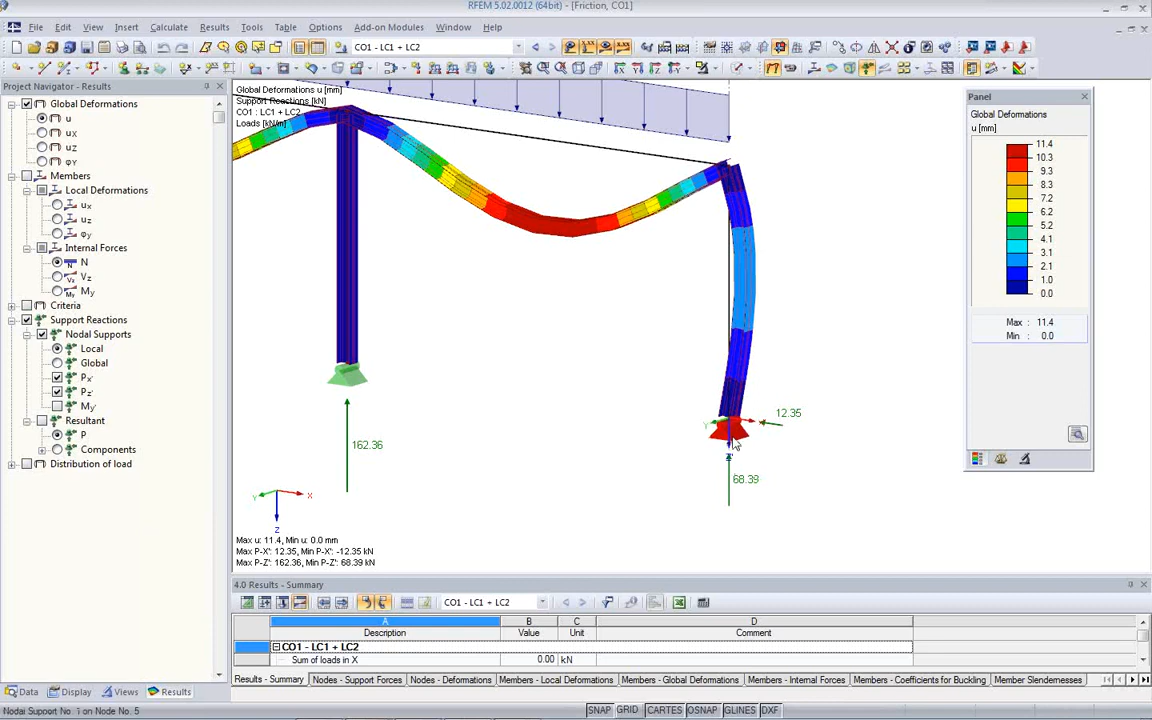 RFEM 5.02.0012 (64bit) - [Friction, CO1]
File Edit View Insert Calculate Results Tools Table Options Add-on Modules Window Help
CO1 - LC1 + LC2
Project Navigator - Results
Global Deformations
u
uX
uZ
φY
Members
Local Deformations
ux
uz
φy
Internal Forces
N
Vz
My
Criteria
Support Reactions
Nodal Supports
Local
Global
Px'
Pz'
My'
Resultant
P
Components
Distribution of load
Data Display Views Results
Global Deformations u [mm]
Support Reactions [kN]
CO1 : LC1 + LC2
Loads [kN/m]
162.36
12.35
68.39
Y
X
Z
Y
Max u: 11.4, Min u: 0.0 mm
Max P-X': 12.35, Min P-X': -12.35 kN
Max P-Z': 162.36, Min P-Z': 68.39 kN
Panel
Global Deformations
u [mm]
11.4
10.3
9.3
8.3
7.2
6.2
5.2
4.1
3.1
2.1
1.0
0.0
Max : 11.4
Min : 0.0
4.0 Results - Summary
CO1 - LC1 + LC2
A B C D
Description Value Unit Comment
CO1 - LC1 + LC2
Sum of loads in X 0.00 kN
Results - Summary Nodes - Support Forces Nodes - Deformations Members - Local Deformations Members - Global Deformations Members - Internal Forces Members - Coefficients for Buckling Member Slendernesses
Nodal Support No. 1 on Node No. 5
SNAP GRID CARTES OSNAP GLINES DXF